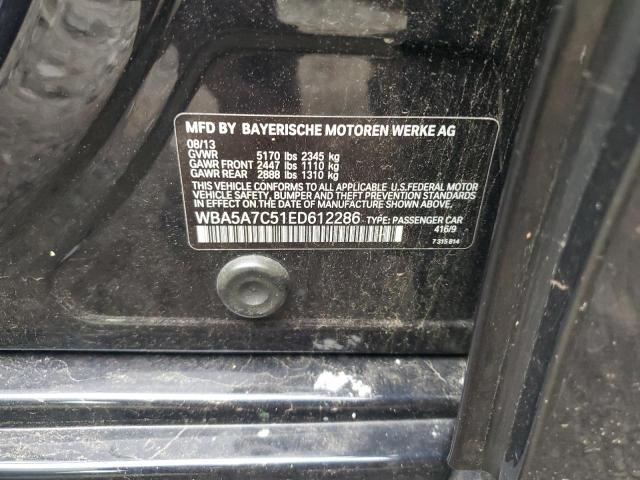 MFD BY BAYERISCHE MOTOREN WERKE AG
08/13
GVWR 5170 lbs 2345 kg
GAWR FRONT 2447 lbs 1110 kg
GAWR REAR 2888 lbs 1310 kg
THIS VEHICLE CONFORMS TO ALL APPLICABLE U.S.FEDERAL MOTOR
VEHICLE SAFETY, BUMPER AND THEFT PREVENTION STANDARDS
IN EFFECT ON THE DATE OF MANUFACTURE SHOWN ABOVE.
WBA5A7C51ED612286 TYPE: PASSENGER CAR
416/9
7 315 814